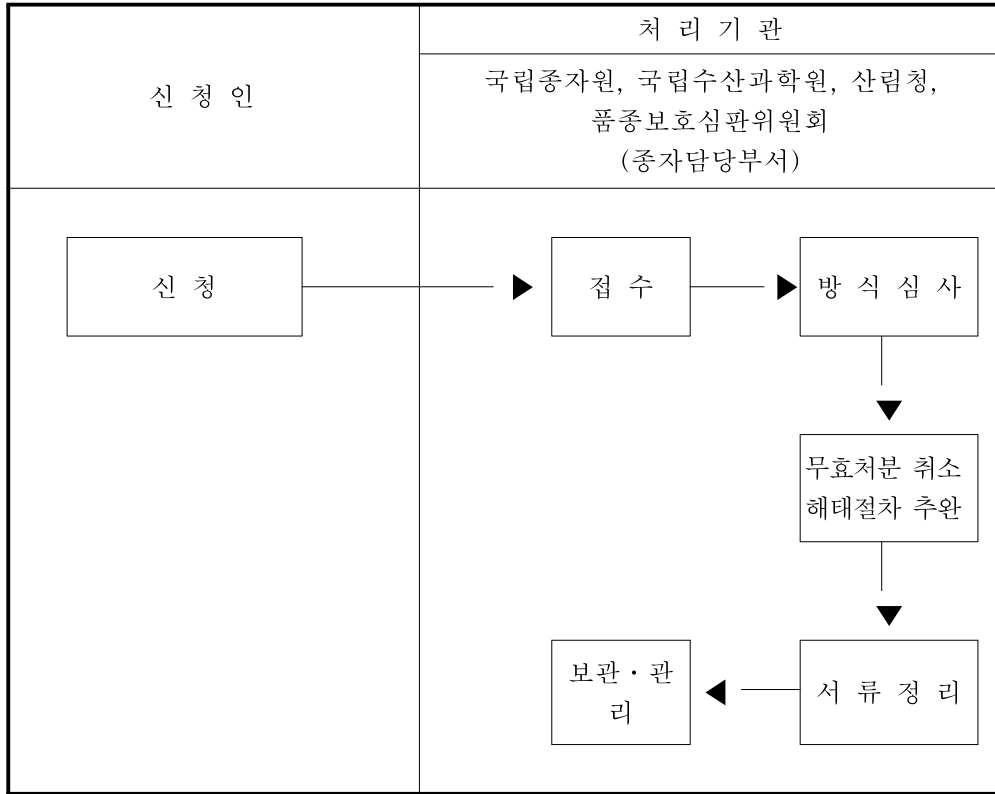 처 리 기 관
신 청 인
국립종자원, 국립수산과학원, 산림청,
품종보호심판위원회
(종자담당부서)
신 청
접 수
방 식 심 사
무효처분 취소
해태절차 추완
보관·관
리
서 류 정 리